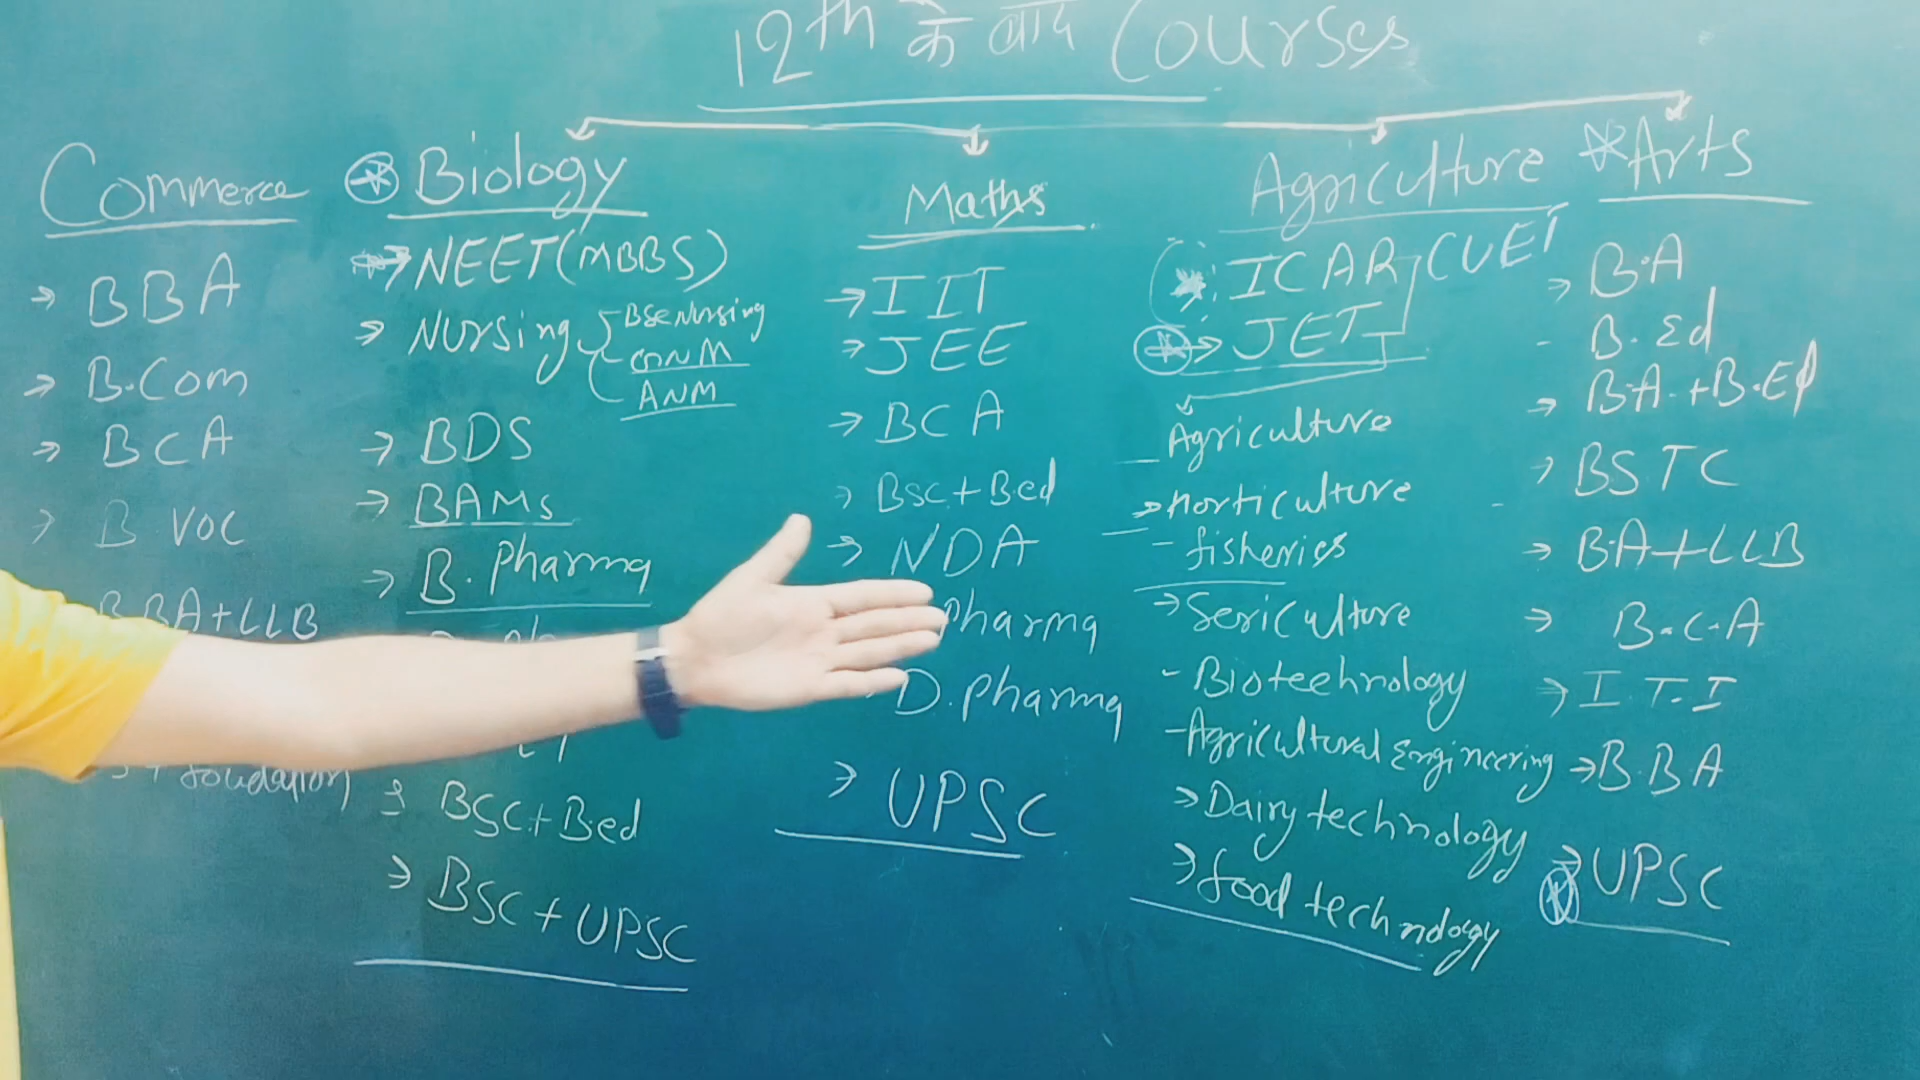 12th के बाद Courses
Commerce
BBA
B.Com
BCA
B VOC
BBA+LLB
Biology
NEET(MBBS)
Nursing
BSc Nursing
GNM
ANM
BDS
BAMS
B. Pharma
BSC+Bed
BSC+UPSC
Maths
IIT
JEE
BCA
BSC+Bed
NDA
Pharma
D.Pharma
UPSC
Agriculture
ICAR CUET
JET
Agriculture
Horticulture
fisheries
Sericulture
Biotechnology
Agricultural Engineering
Dairy technology
food technology
Arts
B.A
B.Ed
B.A.+B.Ed
BSTC
B.A+LLB
B.C.A
I.T.I
B.B.A
UPSC